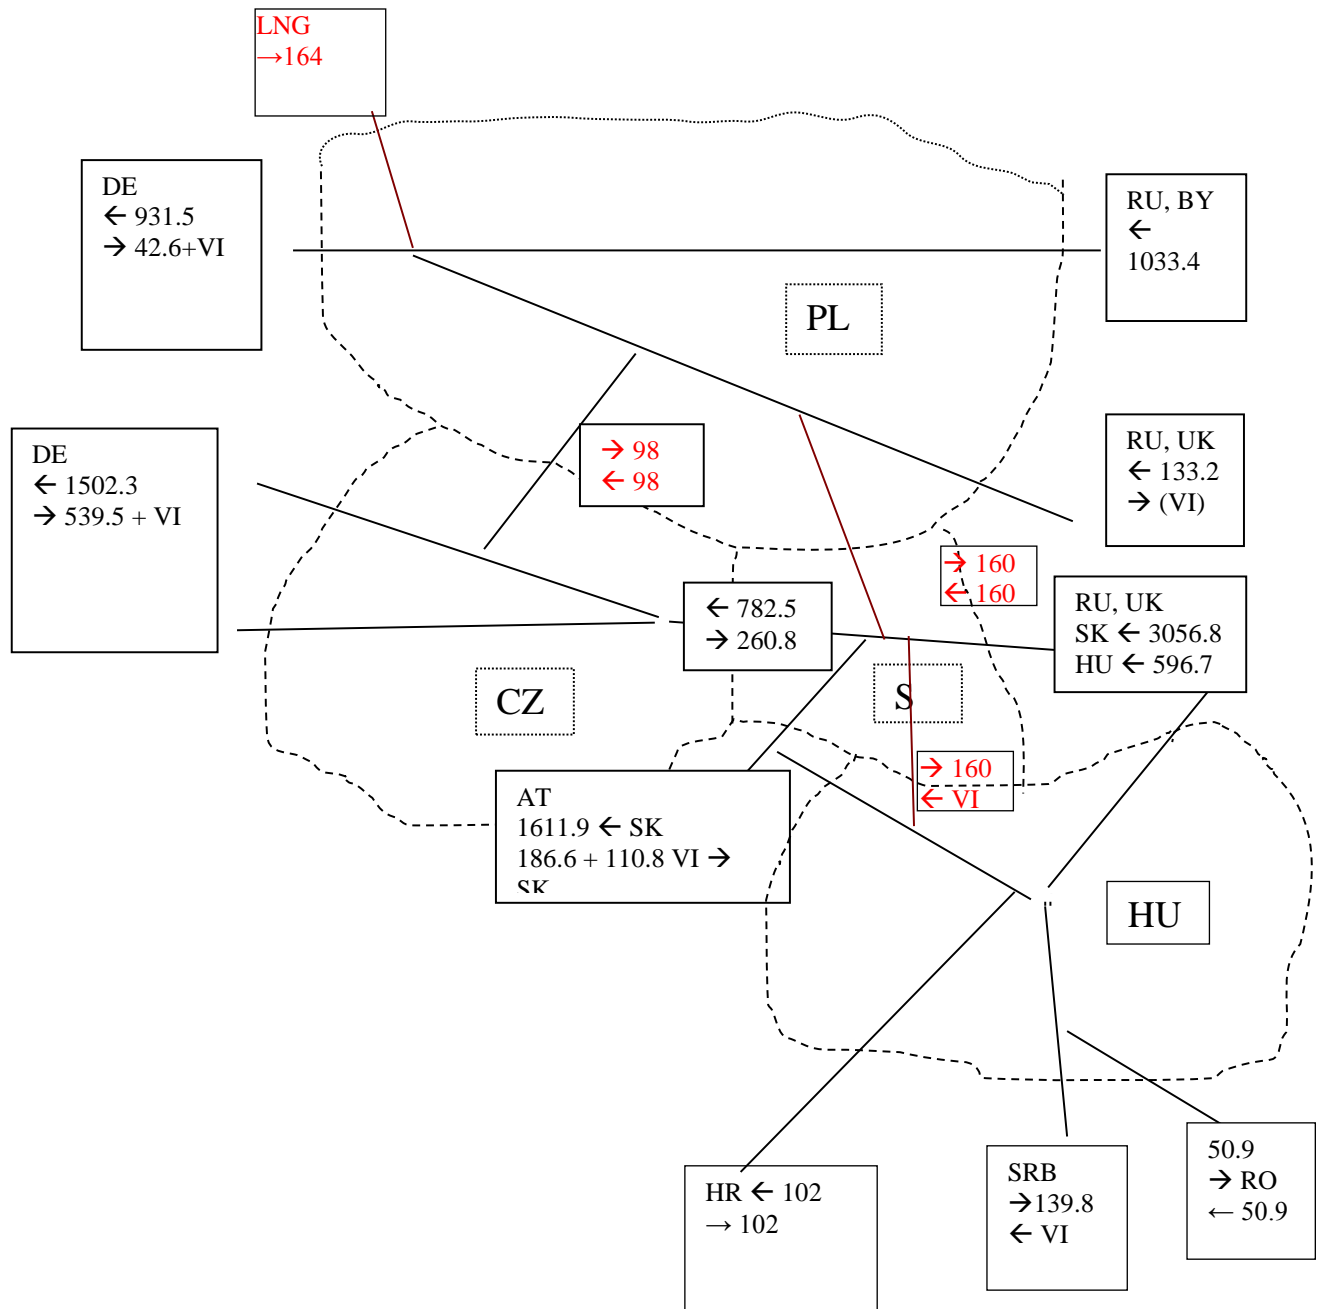 LNG
→164
DE
← 931.5
→ 42.6+VI
RU, BY
←
1033.4
PL
DE
← 1502.3
→ 539.5 + VI
→ 98
← 98
RU, UK
← 133.2
→ (VI)
→ 160
← 160
← 782.5
→ 260.8
RU, UK
SK ← 3056.8
HU ← 596.7
CZ
S
→ 160
← VI
AT
1611.9 ← SK
186.6 + 110.8 VI →
SK
HU
HR ← 102
→ 102
SRB
→139.8
← VI
50.9
→ RO
← 50.9